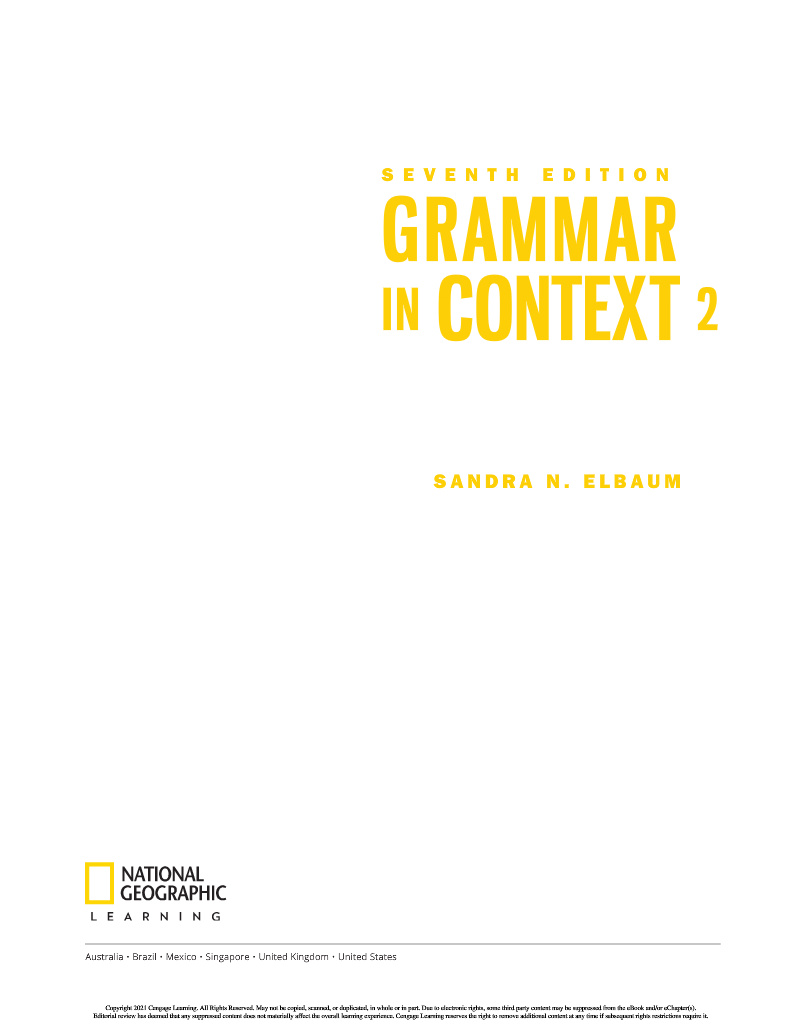 SEVENTH EDITION
GRAMMAR
IN CONTEXT 2
SANDRA N. ELBAUM
NATIONAL
GEOGRAPHIC
LEARNING
Australia • Brazil • Mexico • Singapore • United Kingdom • United States
Copyright 2021 Cengage Learning. All Rights Reserved. May not be copied, scanned, or duplicated, in whole or in part. Due to electronic rights, some third party content may be suppressed from the eBook and/or eChapter(s).
Editorial review has deemed that any suppressed content does not materially affect the overall learning experience. Cengage Learning reserves the right to remove additional content at any time if subsequent rights restrictions require it.